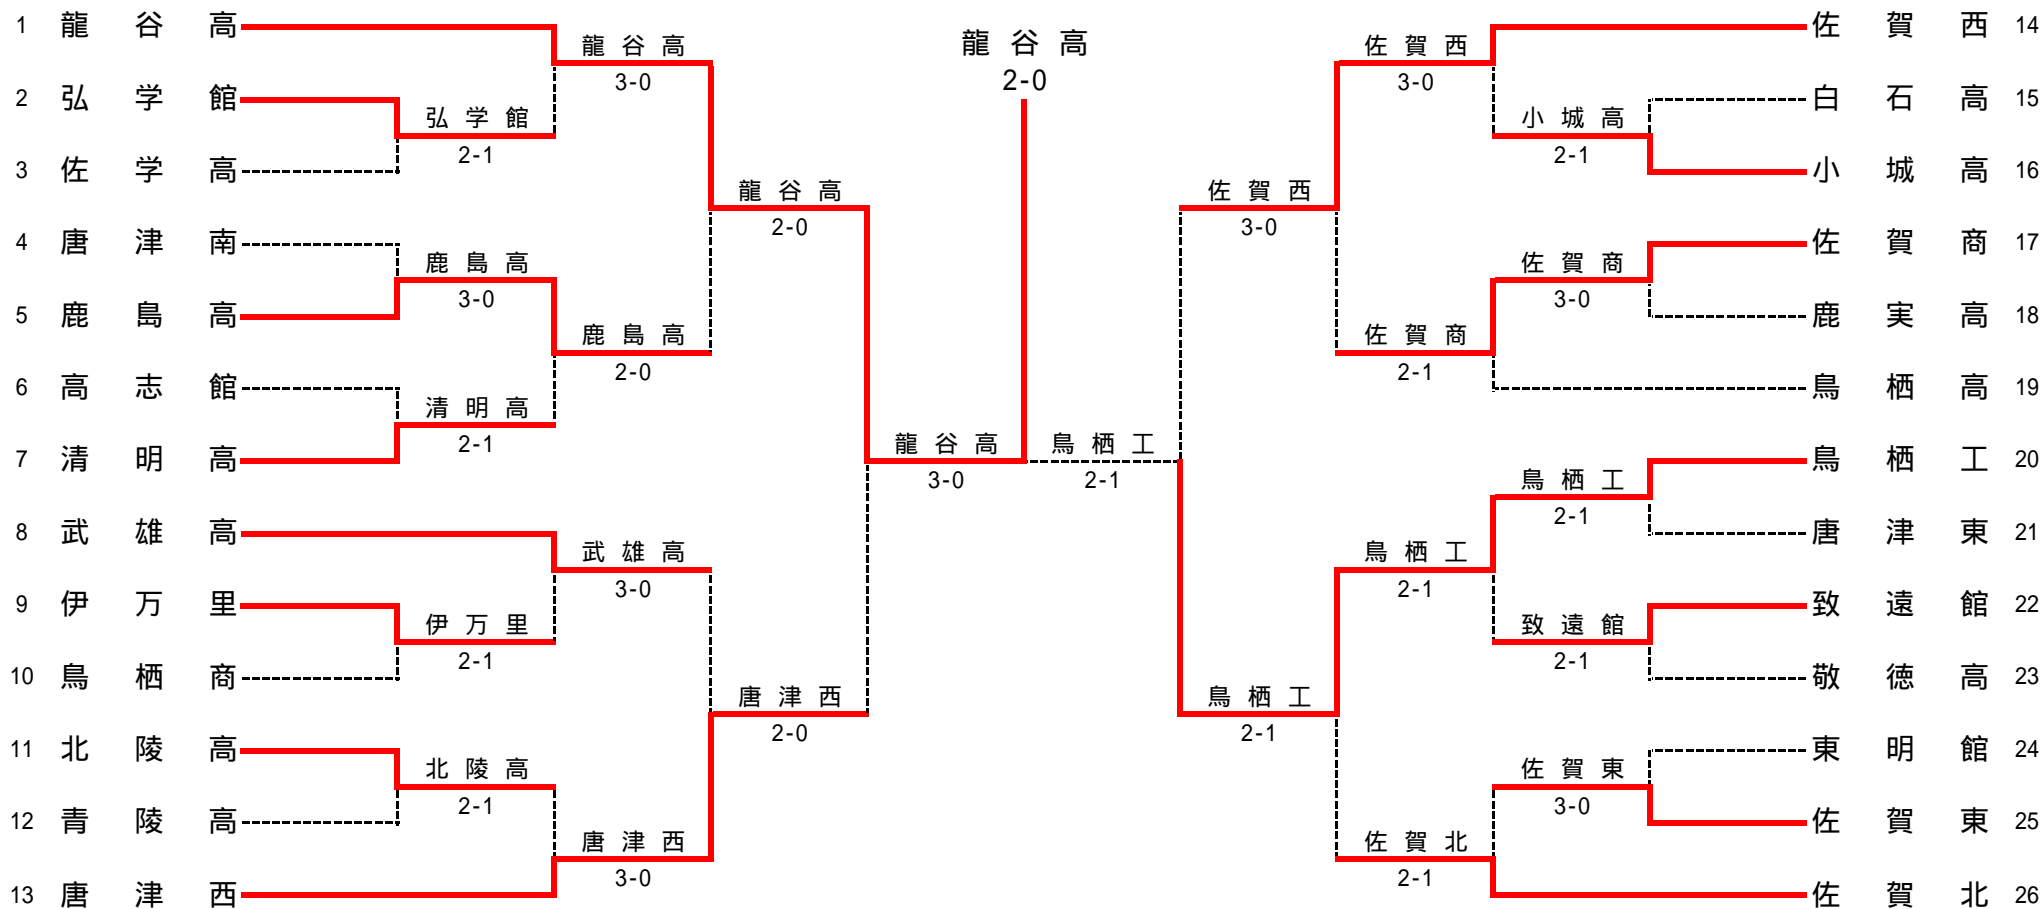 1 龍谷高
2 弘学館
3 佐学高
4 唐津南
5 鹿島高
6 高志館
7 清明高
8 武雄高
9 伊万里
10 鳥栖商
11 北陵高
12 青陵高
13 唐津西
弘学館
2-1
鹿島高
3-0
清明高
2-1
伊万里
2-1
北陵高
2-1
龍谷高
3-0
鹿島高
2-0
武雄高
3-0
唐津西
3-0
龍谷高
2-0
唐津西
2-0
龍谷高
3-0
龍谷高
2-0
鳥栖工
2-1
佐賀西
3-0
鳥栖工
2-1
佐賀西
3-0
佐賀商
2-1
鳥栖工
2-1
佐賀北
2-1
小城高
2-1
佐賀商
3-0
鳥栖工
2-1
致遠館
2-1
佐賀東
3-0
佐賀西 14
白石高 15
小城高 16
佐賀商 17
鹿実高 18
鳥栖高 19
鳥栖工 20
唐津東 21
致遠館 22
敬徳高 23
東明館 24
佐賀東 25
佐賀北 26